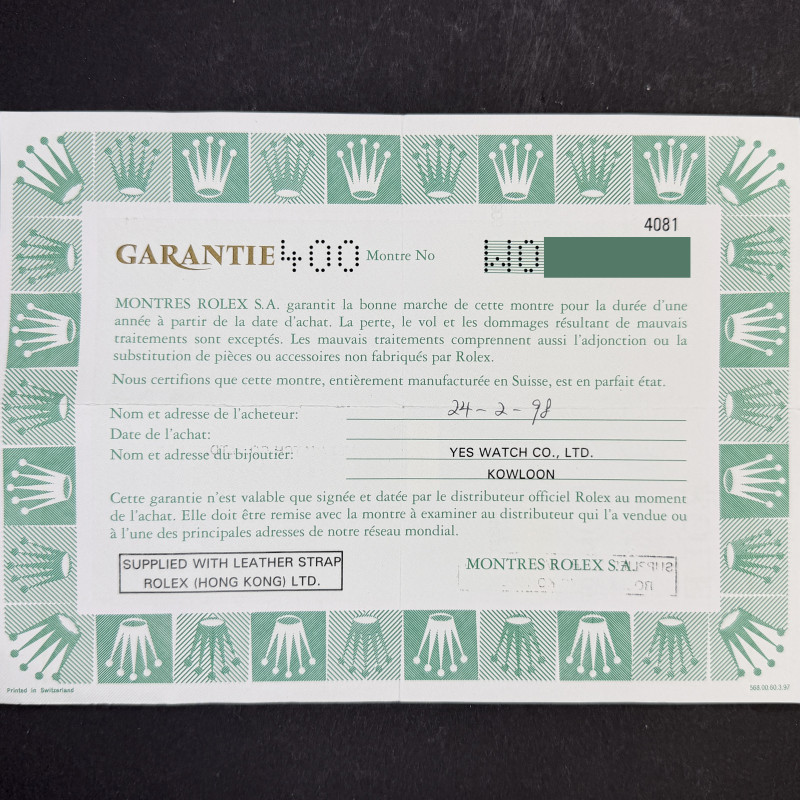 4081
GARANTIE 400 Montre No W0
MONTRES ROLEX S.A. garantit la bonne marche de cette montre pour la durée d'une
année à partir de la date d'achat. La perte, le vol et les dommages résultant de mauvais
traitements sont exceptés. Les mauvais traitements comprennent aussi l'adjonction ou la
substitution de pièces ou accessoires non fabriqués par Rolex.
Nous certifions que cette montre, entièrement manufacturée en Suisse, est en parfait état.
Nom et adresse de l'acheteur: 24-2-98
Date de l'achat:
Nom et adresse du bijoutier: YES WATCH CO., LTD.
KOWLOON
Cette garantie n'est valable que signée et datée par le distributeur officiel Rolex au moment
de l'achat. Elle doit être remise avec la montre à examiner au distributeur qui l'a vendue ou
à l'une des principales adresses de notre réseau mondial.
SUPPLIED WITH LEATHER STRAP
ROLEX (HONG KONG) LTD.
MONTRES ROLEX S.A.
Printed in Switzerland
568.00.60.3.97